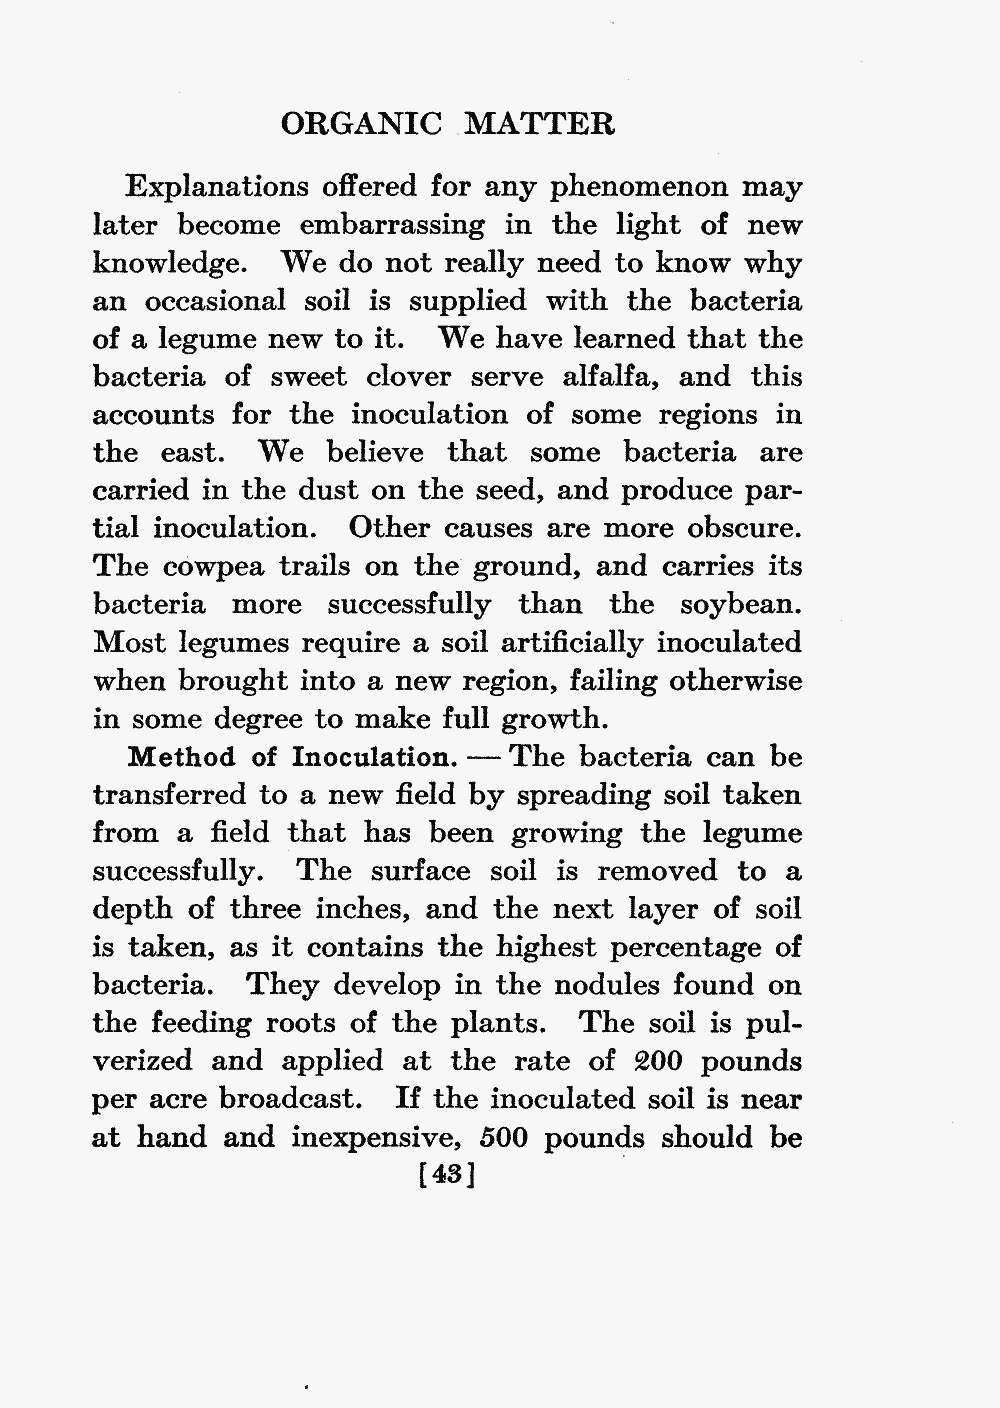 ORGANIC MATTER
Explanations offered for any phenomenon may
later become embarrassing in the light of new
knowledge. We do not really need to know why
an occasional soil is supplied with the bacteria
of a legume new to it. We have learned that the
bacteria of sweet clover serve alfalfa, and this
accounts for the inoculation of some regions in
the east. We believe that some bacteria are
carried in the dust on the seed, and produce par-
tial inoculation. Other causes are more obscure.
The cowpea trails on the ground, and carries its
bacteria more successfully than the soybean.
Most legumes require a soil artificially inoculated
when brought into a new region, failing otherwise
in some degree to make full growth.
Method of Inoculation. — The bacteria can be
transferred to a new field by spreading soil taken
from a field that has been growing the legume
successfully. The surface soil is removed to a
depth of three inches, and the next layer of soil
is taken, as it contains the highest percentage of
bacteria. They develop in the nodules found on
the feeding roots of the plants. The soil is pul-
verized and applied at the rate of 200 pounds
per acre broadcast. If the inoculated soil is near
at hand and inexpensive, 500 pounds should be
[43]